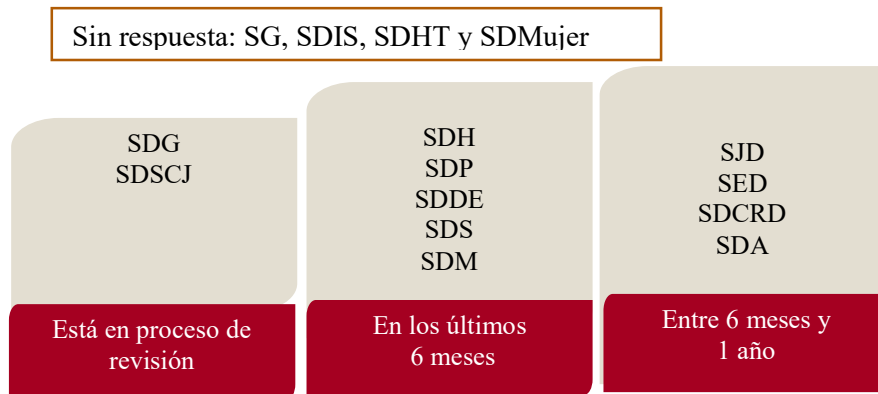 Sin respuesta: SG, SDIS, SDHT y SDMujer
SDG
SDSCJ
Está en proceso de
revisión
SDH
SDP
SDDE
SDS
SDM
En los últimos
6 meses
SJD
SED
SDCRD
SDA
Entre 6 meses y
1 año